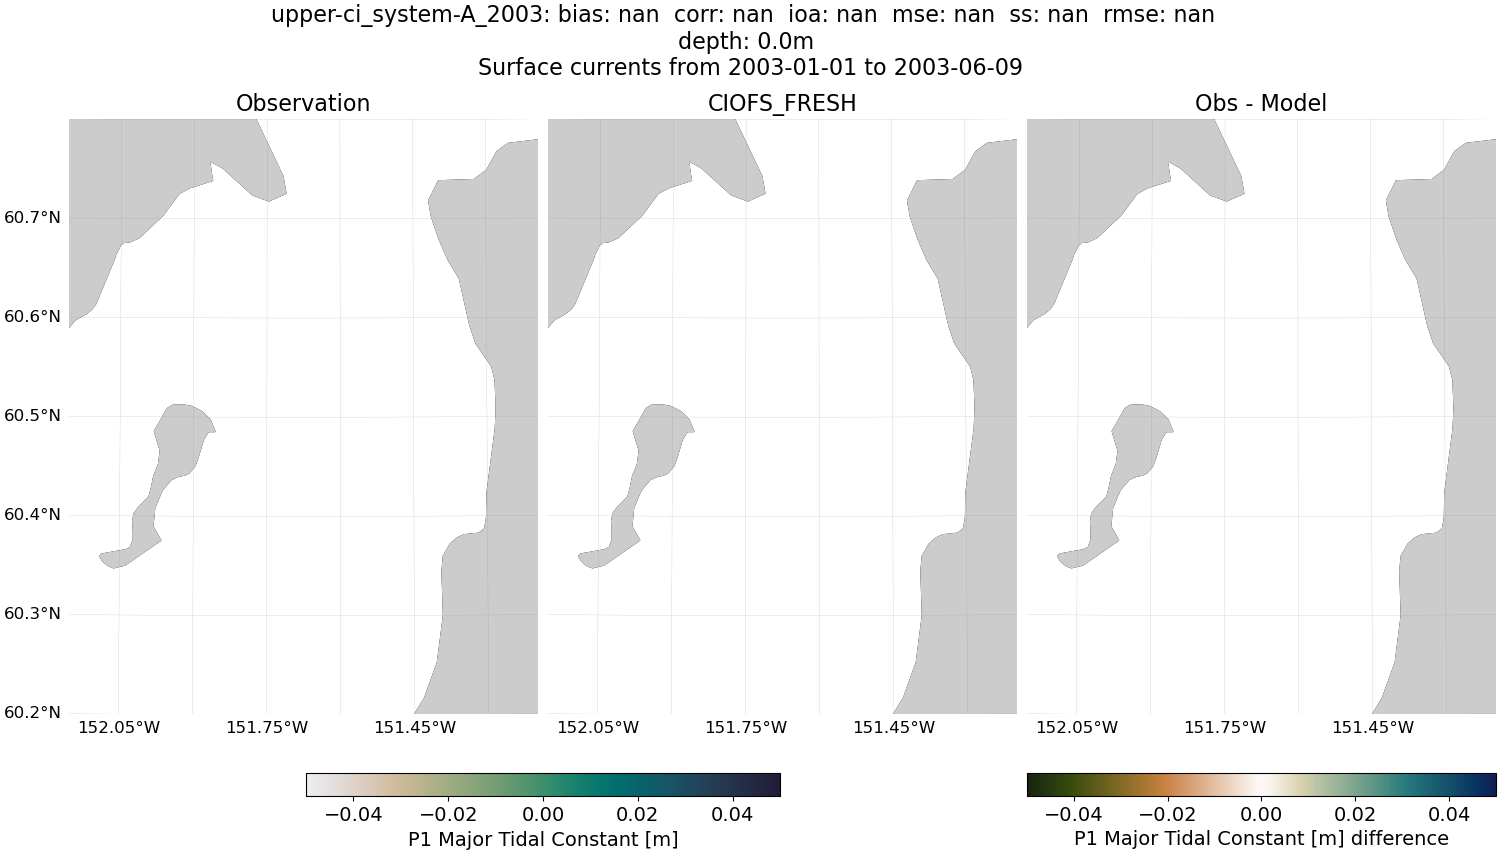 upper-ci_system-A_2003: bias: nan  corr: nan  ioa: nan  mse: nan  ss: nan  rmse: nan
depth: 0.0m
Surface currents from 2003-01-01 to 2003-06-09
Observation
CIOFS_FRESH
Obs - Model
60.7°N
60.6°N
60.5°N
60.4°N
60.3°N
60.2°N
152.05°W 151.75°W 151.45°W 152.05°W 151.75°W 151.45°W 152.05°W 151.75°W 151.45°W
−0.04 −0.02 0.00 0.02 0.04
P1 Major Tidal Constant [m]
−0.04 −0.02 0.00 0.02 0.04
P1 Major Tidal Constant [m] difference